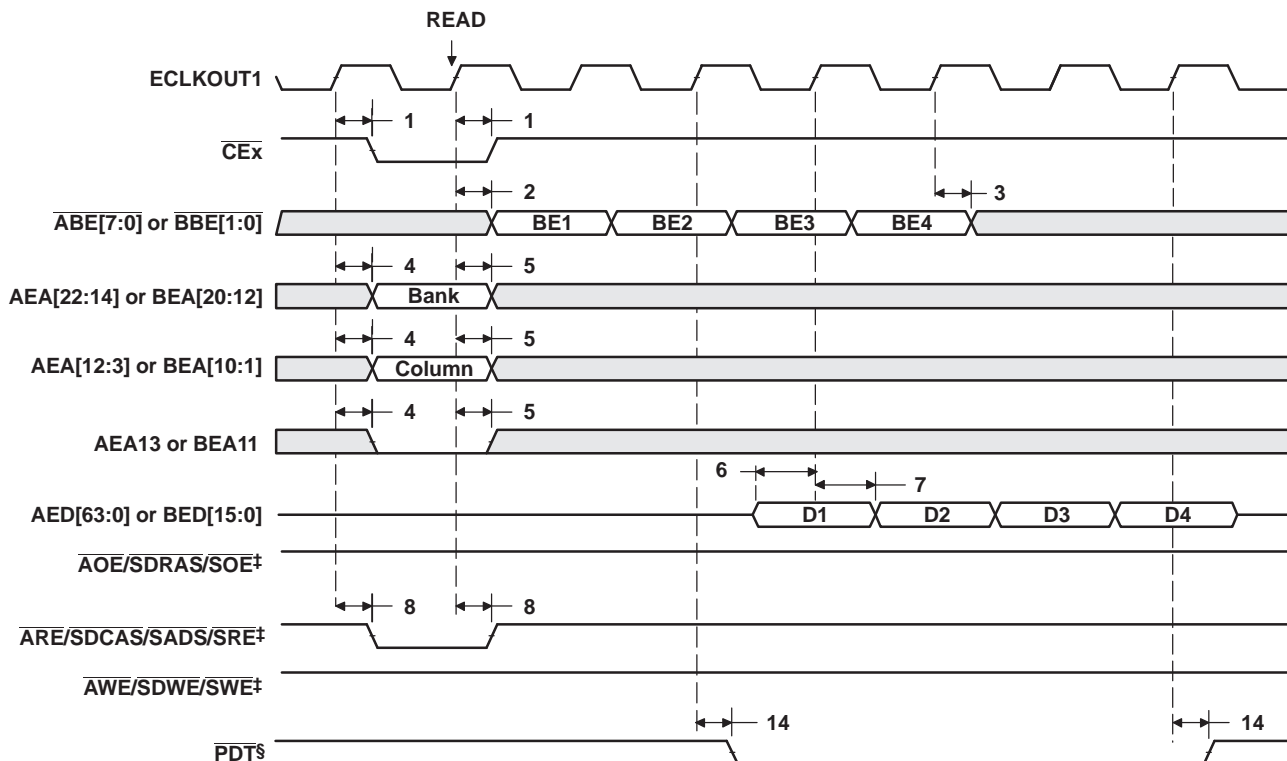 READ
ECLKOUT1
1 1
CEx
2 3
ABE[7:0] or BBE[1:0] BE1 BE2 BE3 BE4
4 5
AEA[22:14] or BEA[20:12] Bank
4 5
AEA[12:3] or BEA[10:1] Column
4 5
AEA13 or BEA11
6 7
AED[63:0] or BED[15:0] D1 D2 D3 D4
AOE/SDRAS/SOE‡
8 8
ARE/SDCAS/SADS/SRE‡
AWE/SDWE/SWE‡
14 14
PDT§